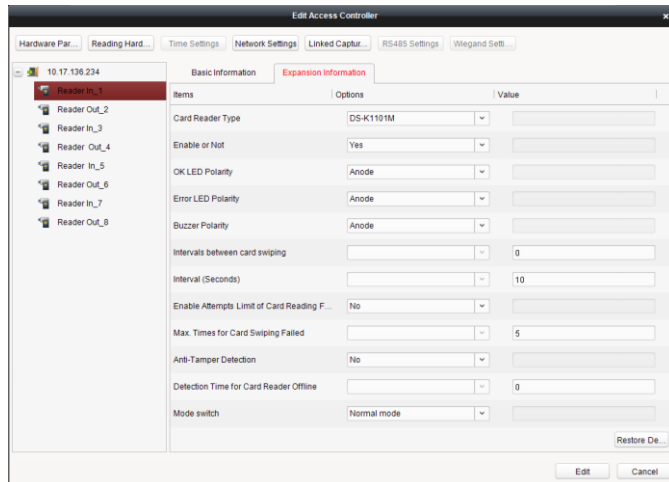 Edit Access Controller
Hardware Par... Reading Hard... Time Settings Network Settings Linked Captur... RS485 Settings Wiegand Setti...
10.17.136.234
Reader In_1
Reader Out_2
Reader In_3
Reader Out_4
Reader In_5
Reader Out_6
Reader In_7
Reader Out_8
Basic Information Expansion Information
Items Options Value
Card Reader Type DS-K1101M
Enable or Not Yes
OK LED Polarity Anode
Error LED Polarity Anode
Buzzer Polarity Anode
Intervals between card swiping 0
Interval (Seconds) 10
Enable Attempts Limit of Card Reading F... No
Max. Times for Card Swiping Failed 5
Anti-Tamper Detection No
Detection Time for Card Reader Offline 0
Mode switch Normal mode
Restore De...
Edit Cancel